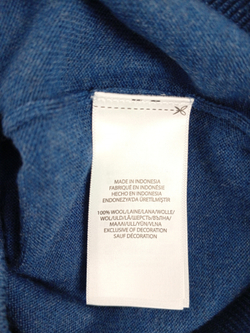 MADE IN INDONESIA
FABRIQUÉ EN INDONÉSIE
HECHO EN INDONESIA
ENDONEZYA'DA ÜRETİLMİŞTİR
100% WOOL/LAINE/LANA/WOLLE/
EXCLUSIVE OF DECORATION
SAUF DÉCORATION